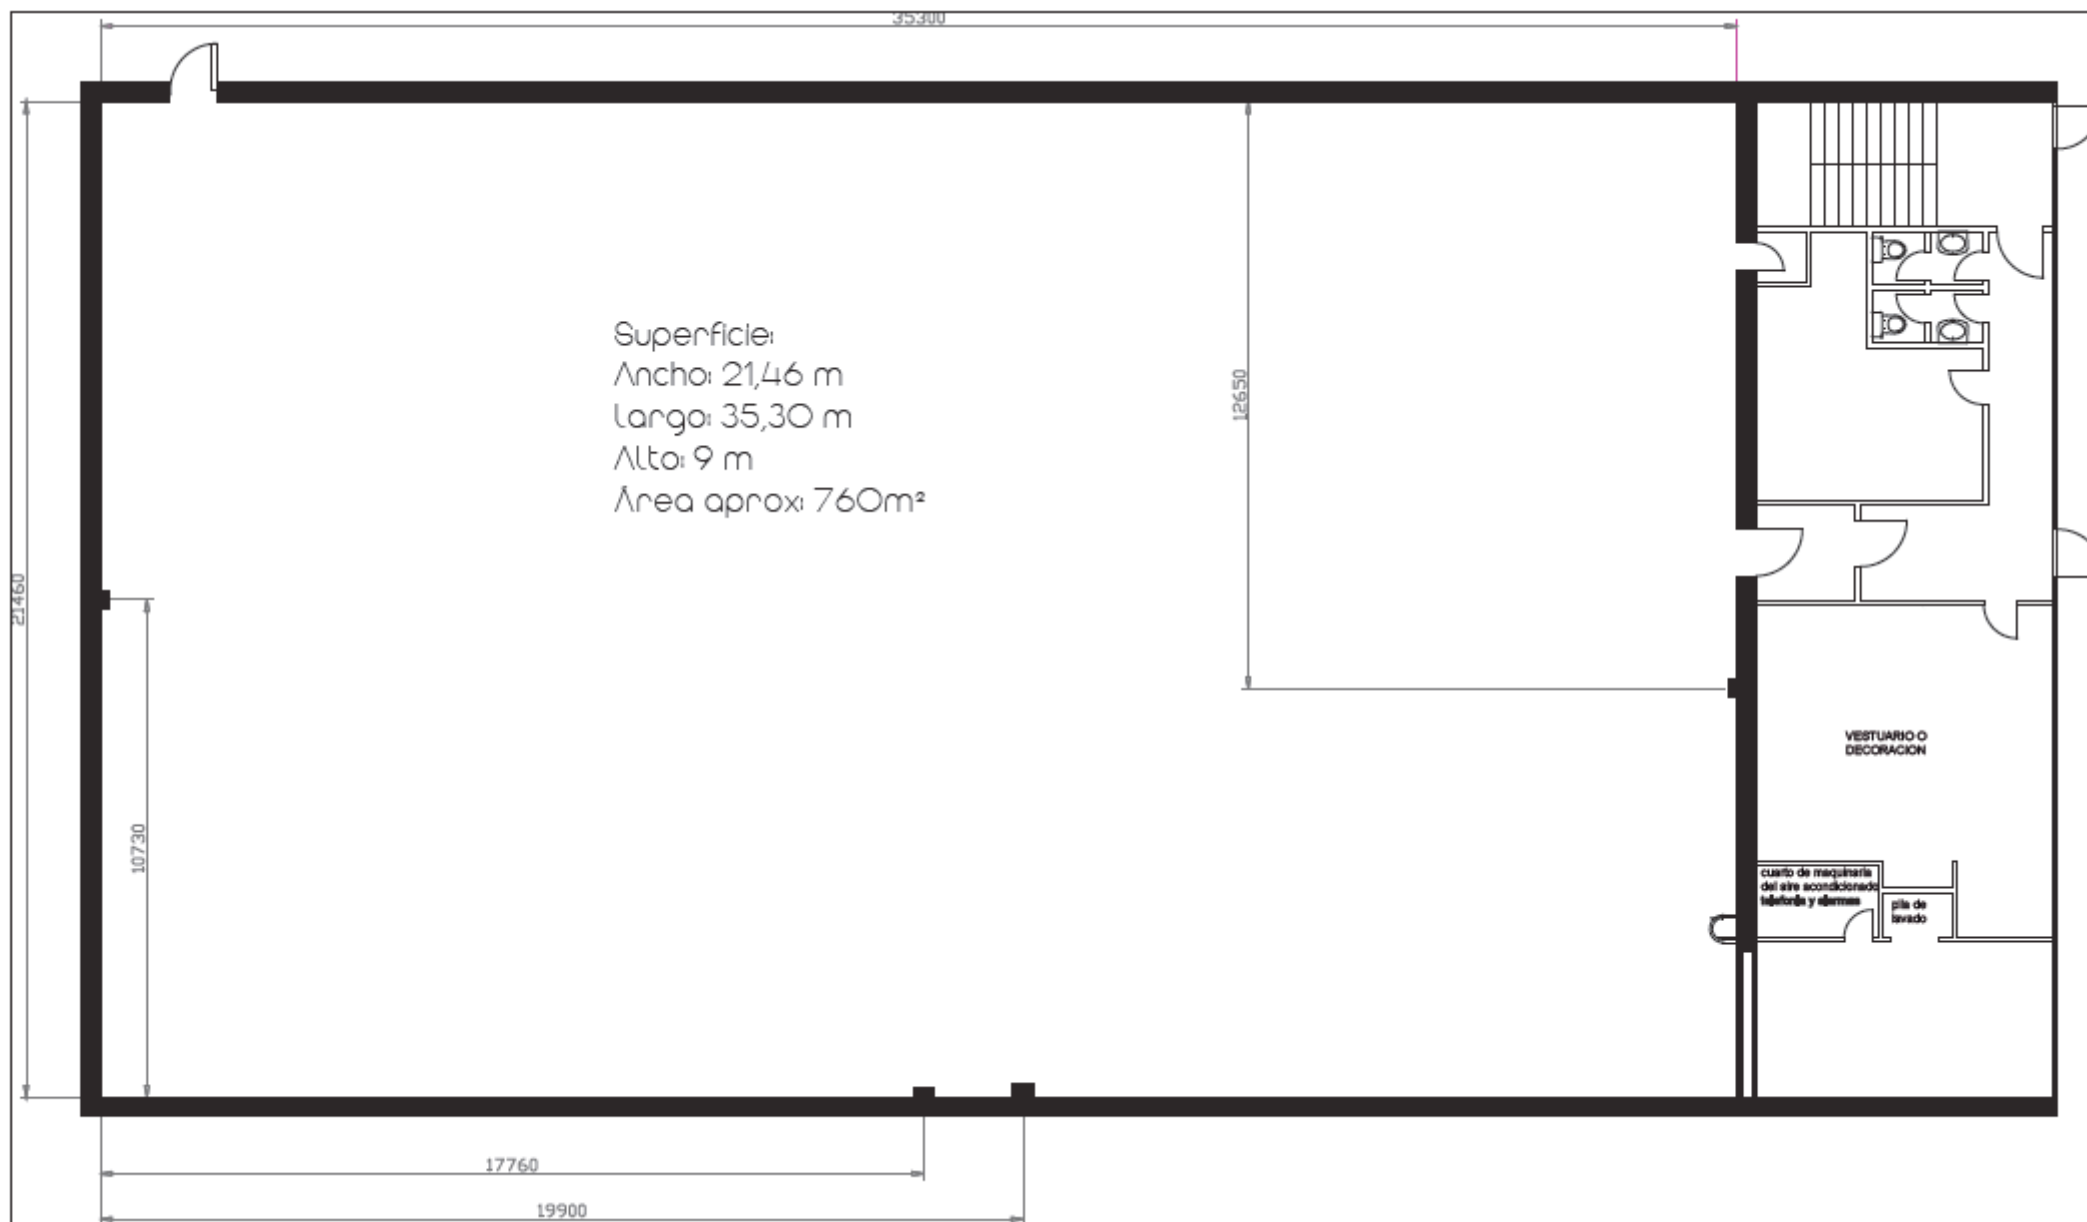 35300
Superficie:
Ancho: 21,46 m
largo: 35,30 m
Alto: 9 m
Área aprox: 760m²
12650
21460
10730
VESTUARIO O
DECORACION
cuarto de maquinaria
del aire acondicionado
telefonia y alarmas
pila de
lavado
17760
19900